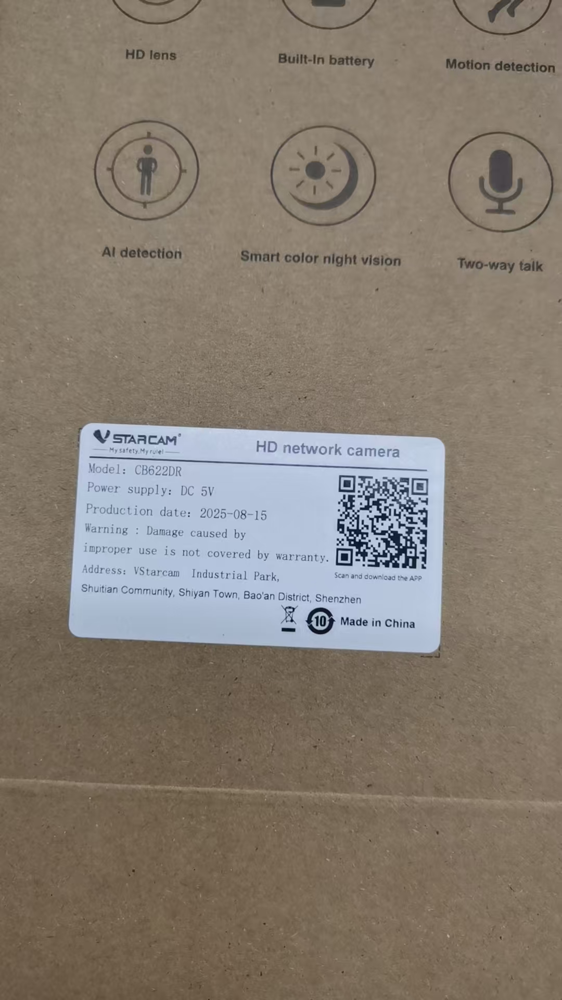 HD lens
Built-In battery
Motion detection
AI detection
Smart color night vision
Two-way talk
VSTARCAM®
My safety,My rule!
HD network camera
Model: CB622DR
Power supply: DC 5V
Production date: 2025-08-15
Warning : Damage caused by
improper use is not covered by warranty.
Address: VStarcam Industrial Park,
Shuitian Community, Shiyan Town, Bao'an District, Shenzhen
Scan and download the APP
10
Made in China